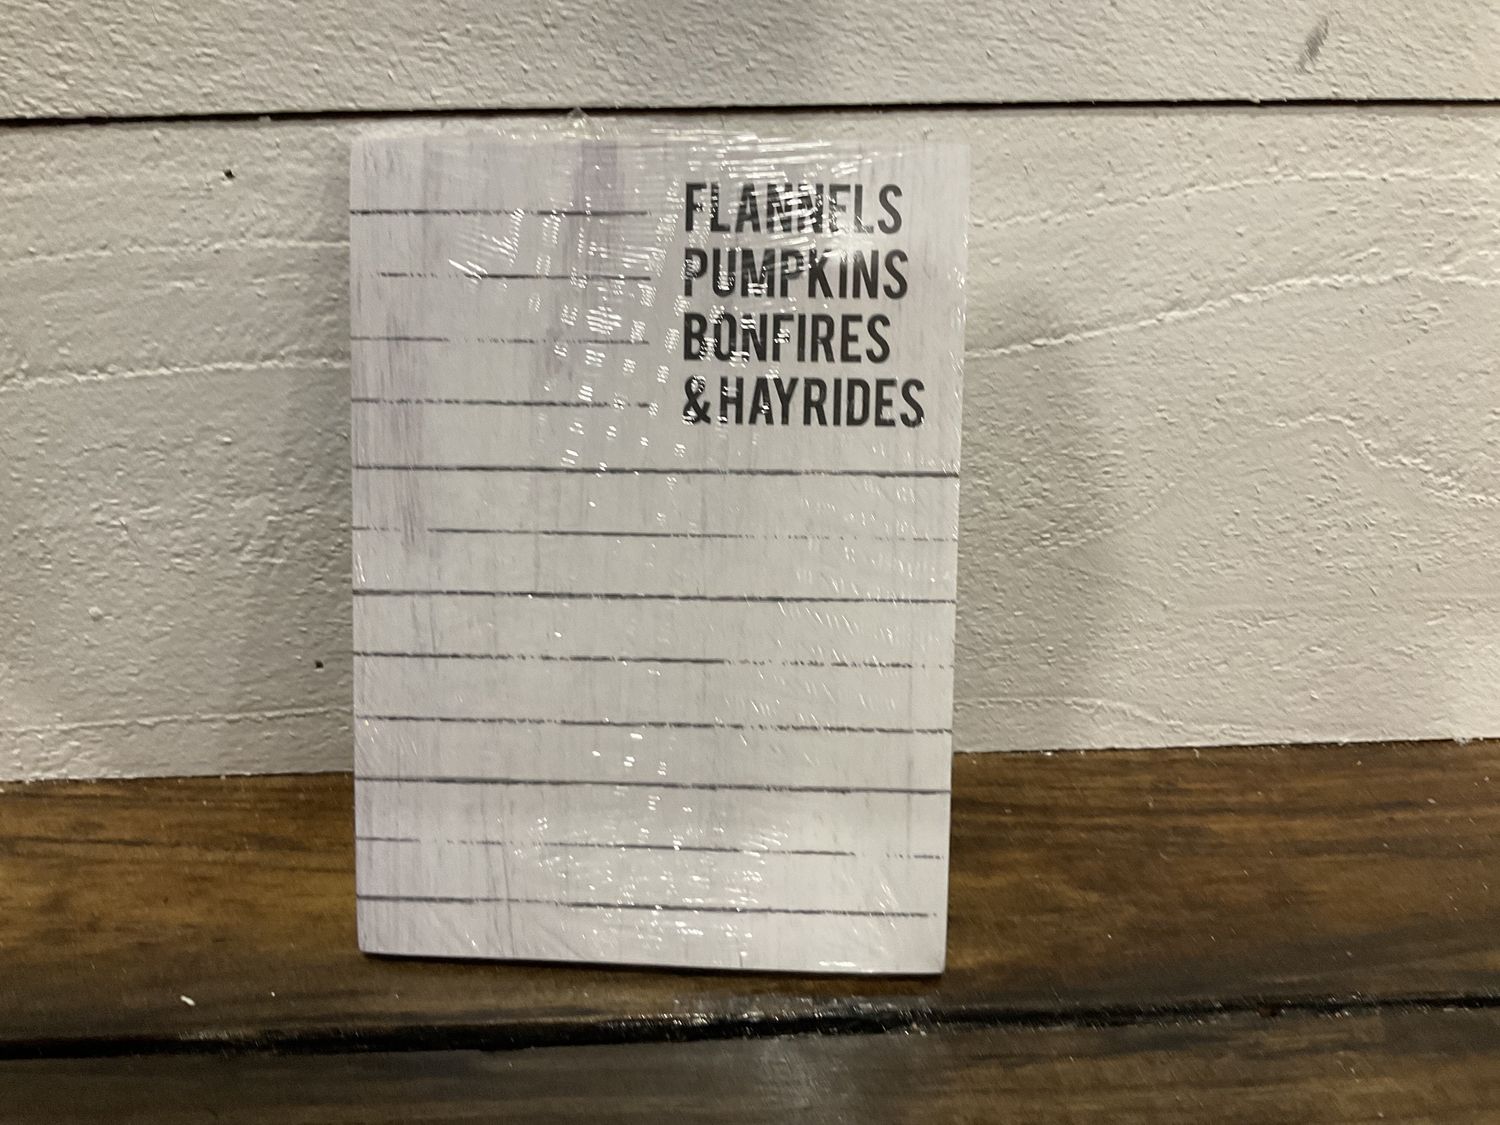 FLANNELS
PUMPKINS
BONFIRES
& HAYRIDES